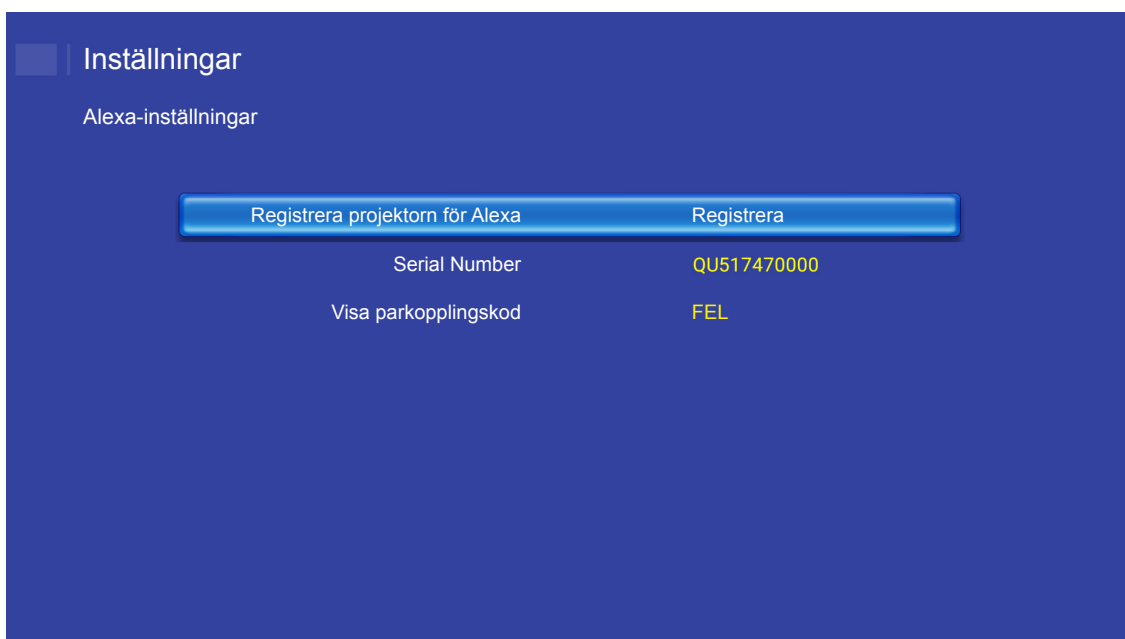 Inställningar
Alexa-inställningar
Registrera projektorn för Alexa Registrera
Serial Number QU517470000
Visa parkopplingskod FEL